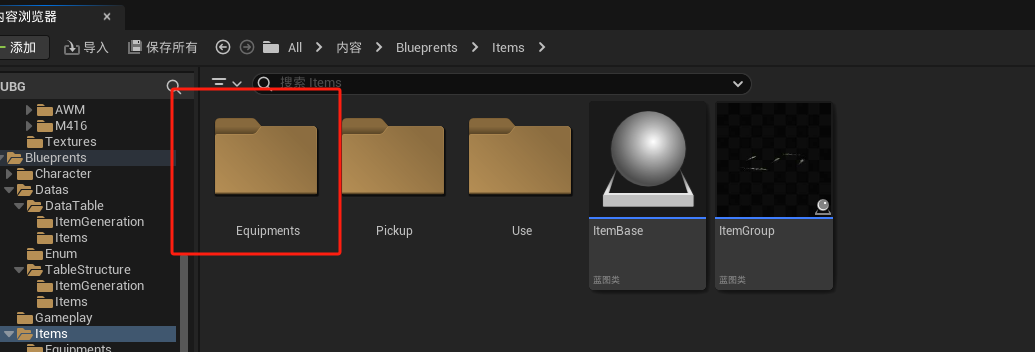 内容浏览器
添加
导入
保存所有
All
内容
Blueprents
Items
UBG
搜索 Items
AWM
M416
Textures
Blueprents
Character
Datas
DataTable
ItemGeneration
Items
Enum
TableStructure
ItemGeneration
Items
Gameplay
Items
Equipments
Equipments
Pickup
Use
ItemBase
蓝图类
ItemGroup
蓝图类